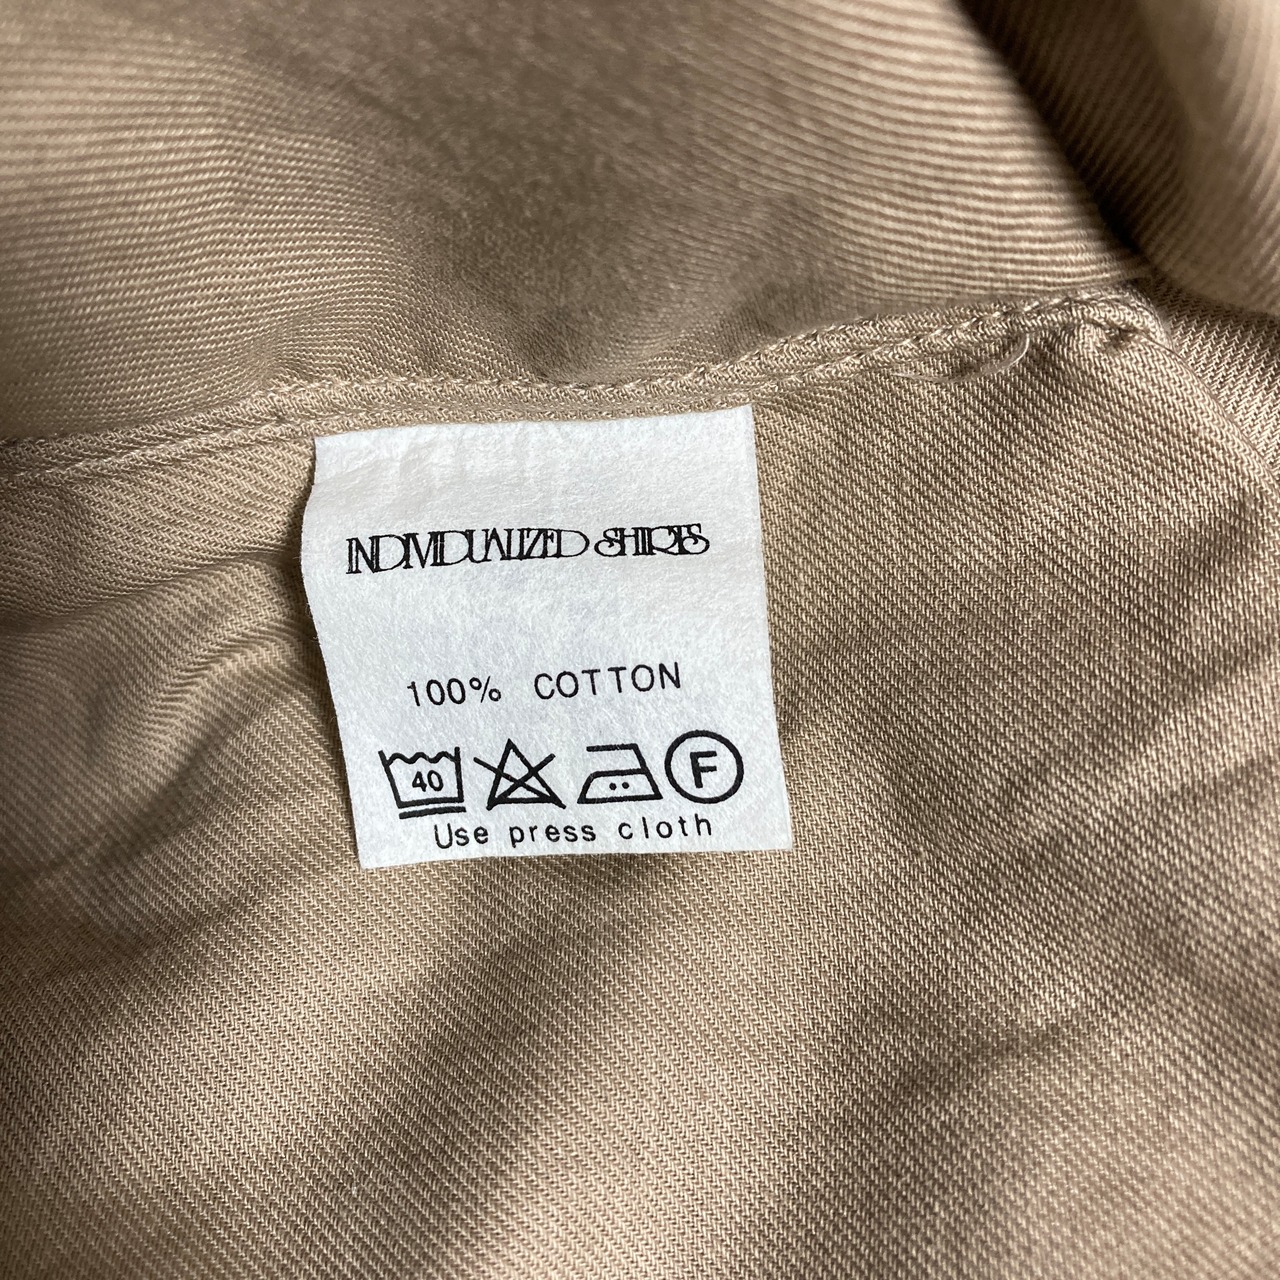 INDIVIDUALIZED SHIRTS
100% COTTON
40 F
Use press cloth